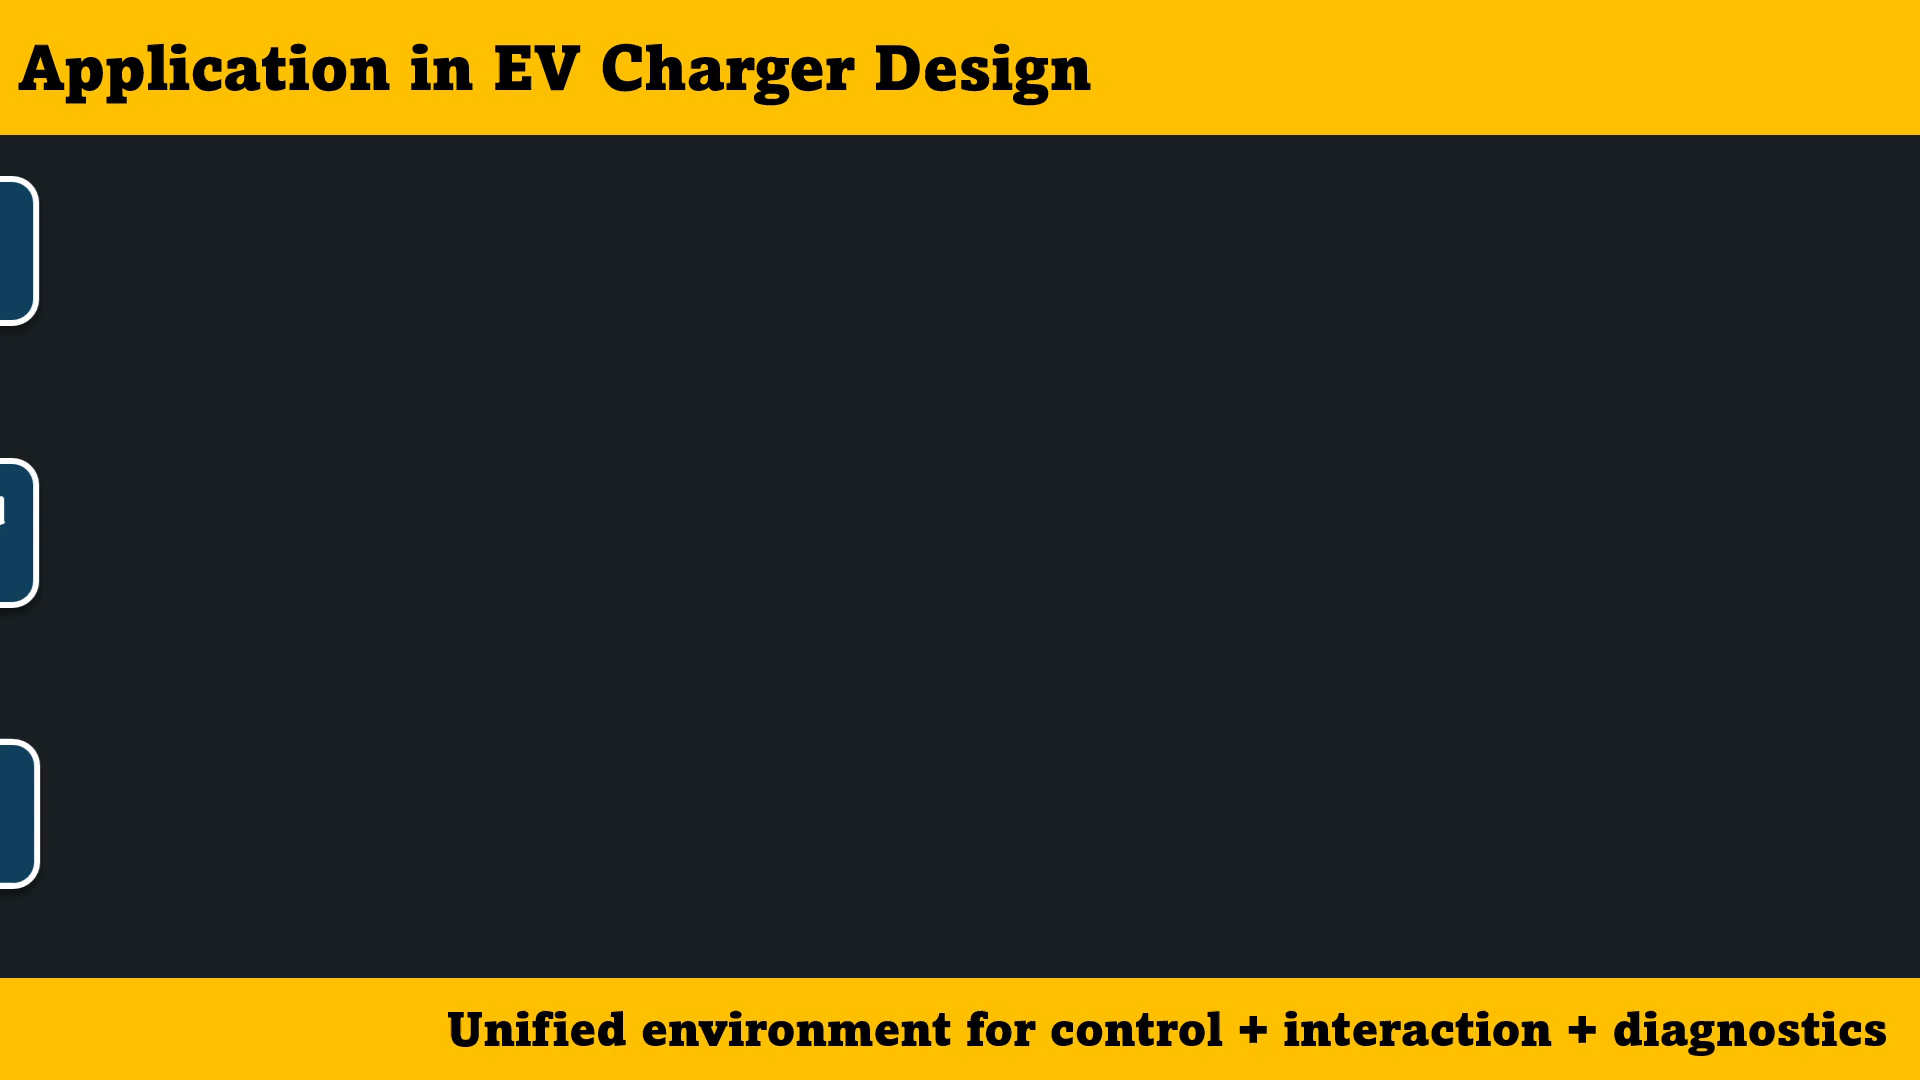 Application in EV Charger Design
Unified environment for control + interaction + diagnostics